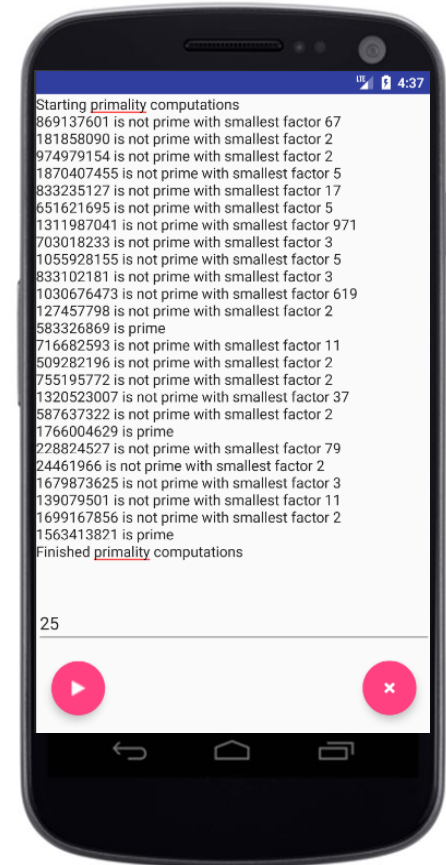 LTE 4:37
Starting primality computations
869137601 is not prime with smallest factor 67
181858090 is not prime with smallest factor 2
974979154 is not prime with smallest factor 2
1870407455 is not prime with smallest factor 5
833235127 is not prime with smallest factor 17
651621695 is not prime with smallest factor 5
1311987041 is not prime with smallest factor 971
703018233 is not prime with smallest factor 3
1055928155 is not prime with smallest factor 5
833102181 is not prime with smallest factor 3
1030676473 is not prime with smallest factor 619
127457798 is not prime with smallest factor 2
583326869 is prime
716682593 is not prime with smallest factor 11
509282196 is not prime with smallest factor 2
755195772 is not prime with smallest factor 2
1320523007 is not prime with smallest factor 37
587637322 is not prime with smallest factor 2
1766004629 is prime
228824527 is not prime with smallest factor 79
24461966 is not prime with smallest factor 2
1679873625 is not prime with smallest factor 3
139079501 is not prime with smallest factor 11
1699167856 is not prime with smallest factor 2
1563413821 is prime
Finished primality computations
25